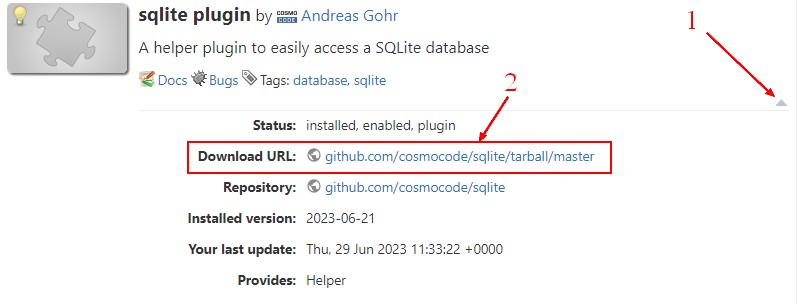 sqlite plugin by COSMO CODE Andreas Gohr
1
A helper plugin to easily access a SQLite database
Docs Bugs Tags: database, sqlite
2
Status: installed, enabled, plugin
Download URL: github.com/cosmocode/sqlite/tarball/master
Repository: github.com/cosmocode/sqlite
Installed version: 2023-06-21
Your last update: Thu, 29 Jun 2023 11:33:22 +0000
Provides: Helper